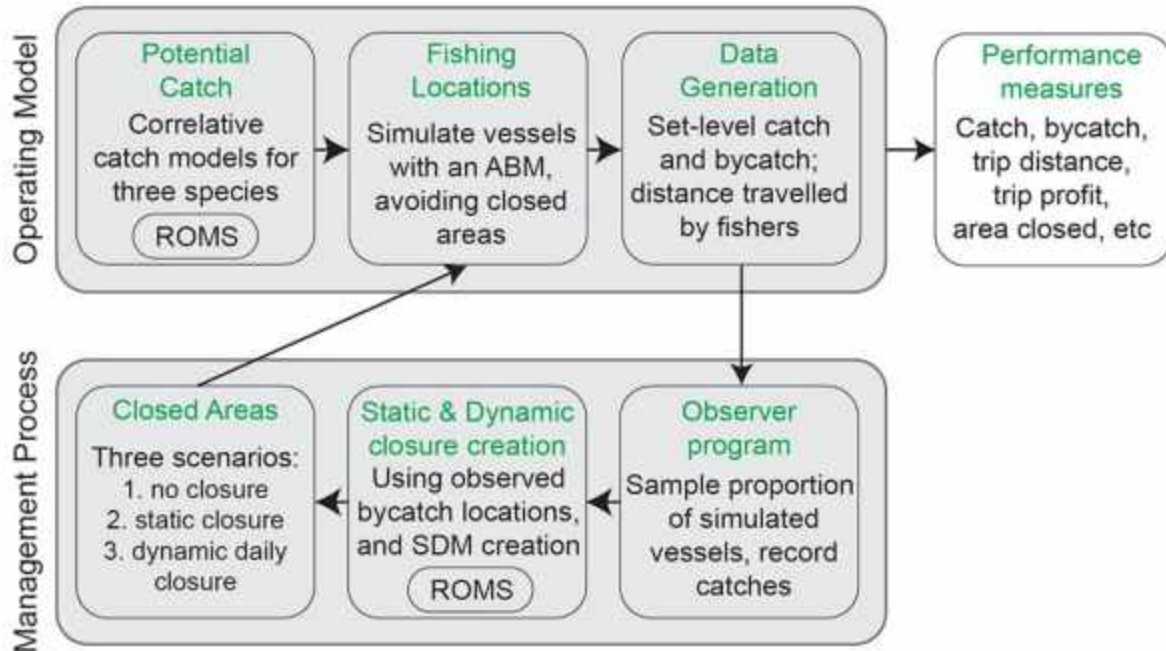 Operating Model
Potential
Catch
Correlative
catch models for
three species
ROMS
Fishing
Locations
Simulate vessels
with an ABM,
avoiding closed
areas
Data
Generation
Set-level catch
and bycatch;
distance travelled
by fishers
Performance
measures
Catch, bycatch,
trip distance,
trip profit,
area closed, etc
Management Process
Closed Areas
Three scenarios:
1. no closure
2. static closure
3. dynamic daily
closure
Static & Dynamic
closure creation
Using observed
bycatch locations,
and SDM creation
ROMS
Observer
program
Sample proportion
of simulated
vessels, record
catches